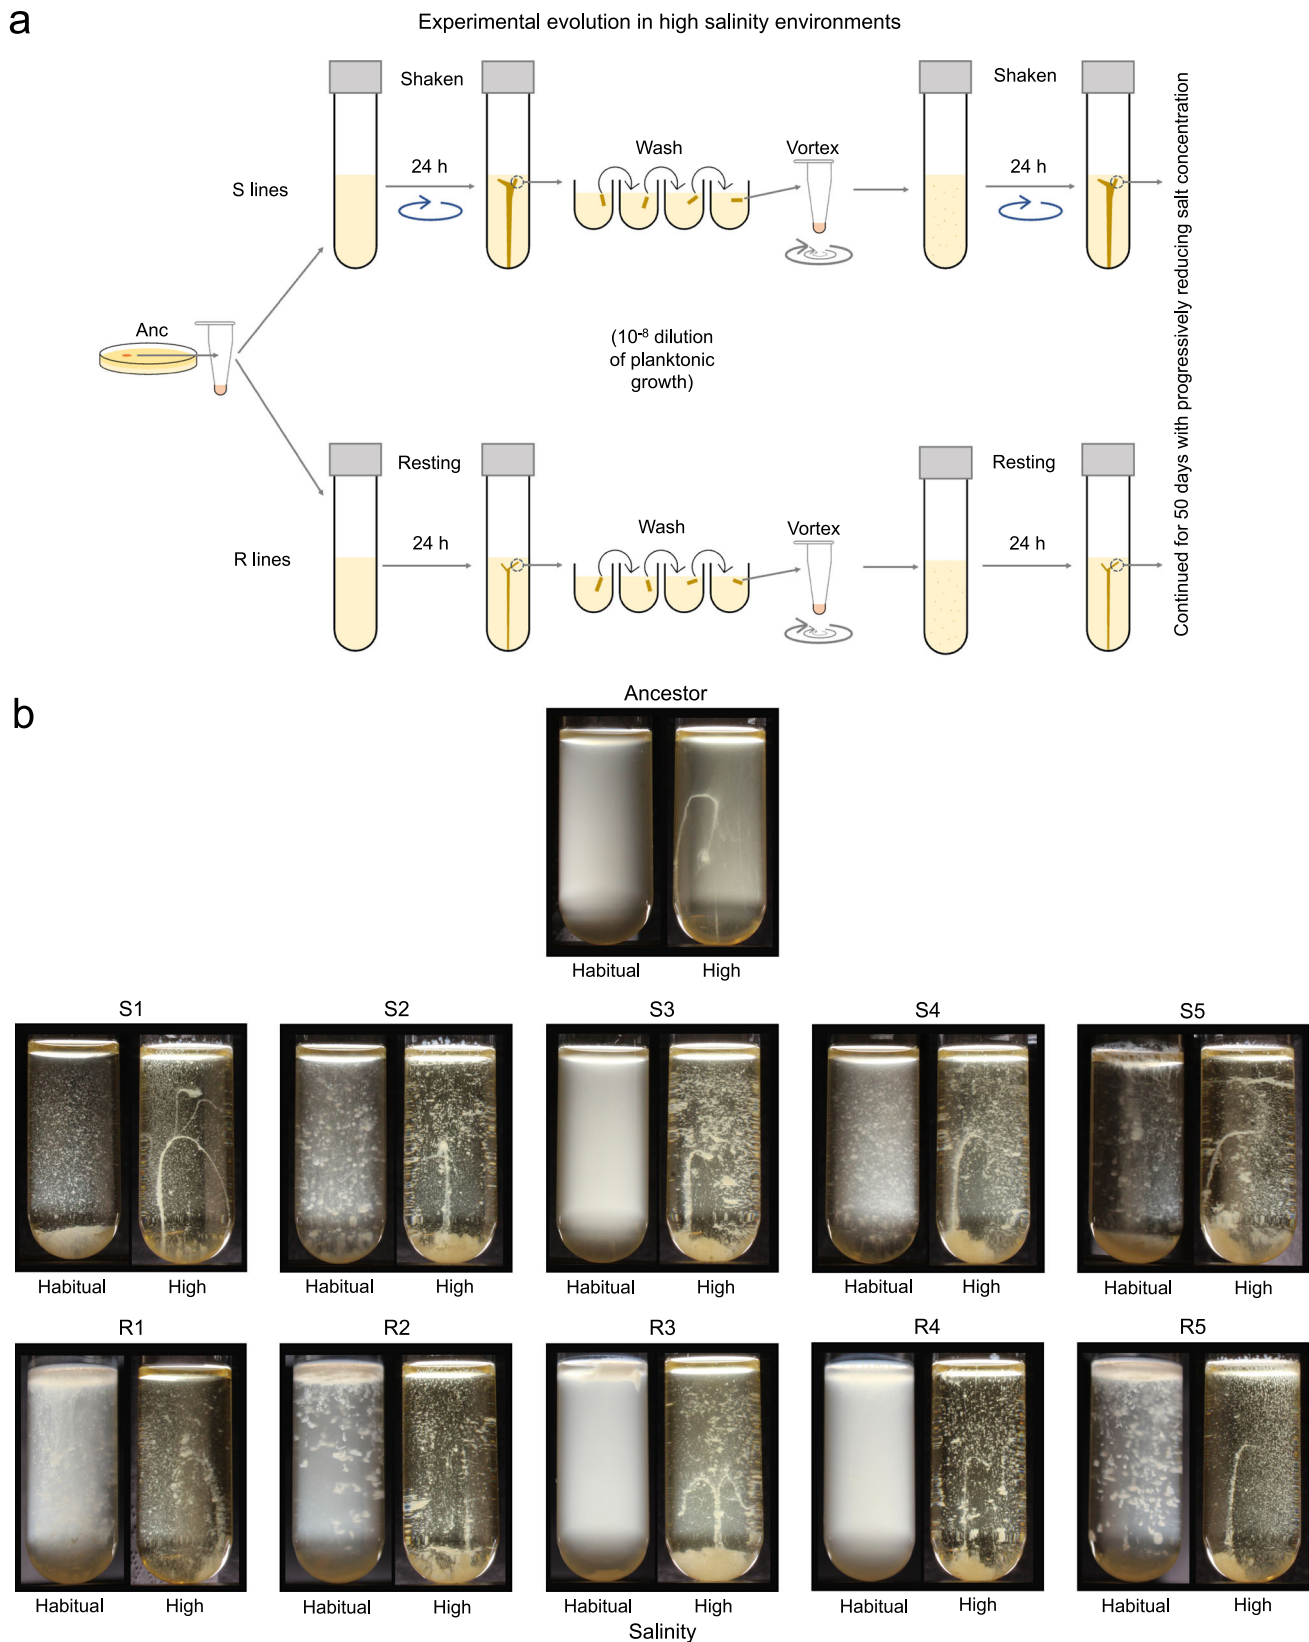 a
Experimental evolution in high salinity environments
Shaken
Shaken
24 h
Wash
Vortex
24 h
S lines
Anc
(10⁻⁸ dilution
of planktonic
growth)
Continued for 50 days with progressively reducing salt concentration
Resting
Resting
24 h
Wash
Vortex
24 h
R lines
b
Ancestor
Habitual High
S1 S2 S3 S4 S5
Habitual High Habitual High Habitual High Habitual High Habitual High
R1 R2 R3 R4 R5
Habitual High Habitual High Habitual High Habitual High Habitual High
Salinity